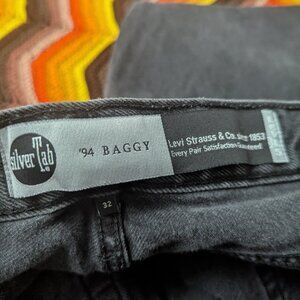 silver Tab
'94 BAGGY
Levi Strauss & Co. since 1853
Every Pair Satisfaction Guaranteed
32